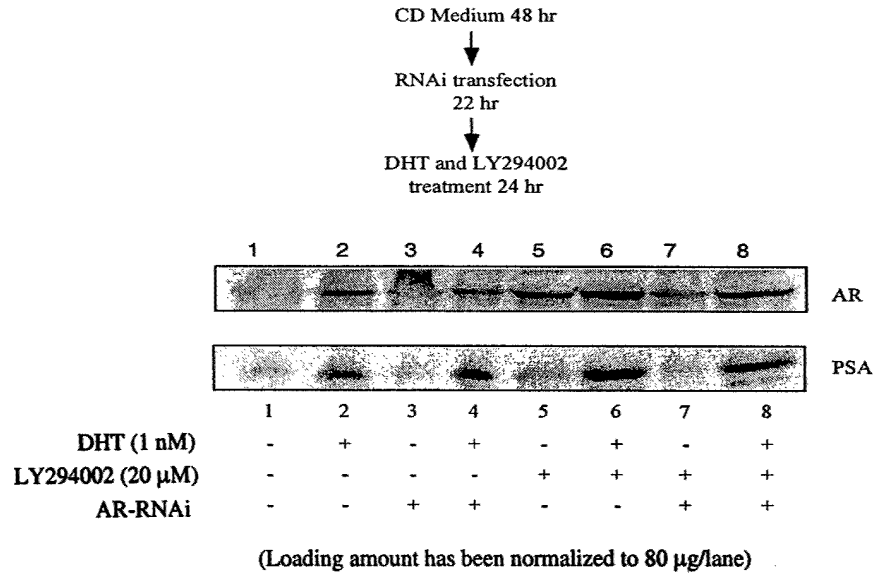 CD Medium 48 hr
RNAi transfection
22 hr
DHT and LY294002
treatment 24 hr
1 2 3 4 5 6 7 8
AR
PSA
1 2 3 4 5 6 7 8
DHT (1 nM) - + - + - + - +
LY294002 (20 µM) - - - - + + + +
AR-RNAi - - + + - - + +
(Loading amount has been normalized to 80 µg/lane)